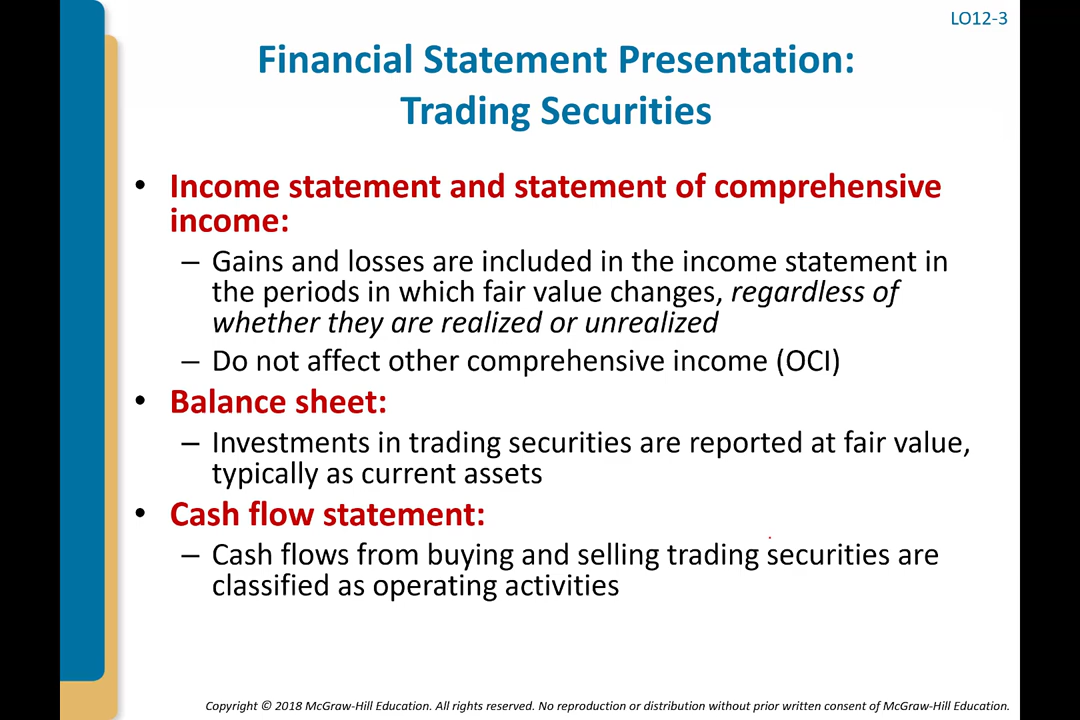 LO12-3
Financial Statement Presentation:
Trading Securities
• Income statement and statement of comprehensive
income:
– Gains and losses are included in the income statement in
the periods in which fair value changes, regardless of
whether they are realized or unrealized
– Do not affect other comprehensive income (OCI)
• Balance sheet:
– Investments in trading securities are reported at fair value,
typically as current assets
• Cash flow statement:
– Cash flows from buying and selling trading securities are
classified as operating activities
Copyright © 2018 McGraw-Hill Education. All rights reserved. No reproduction or distribution without prior written consent of McGraw-Hill Education.